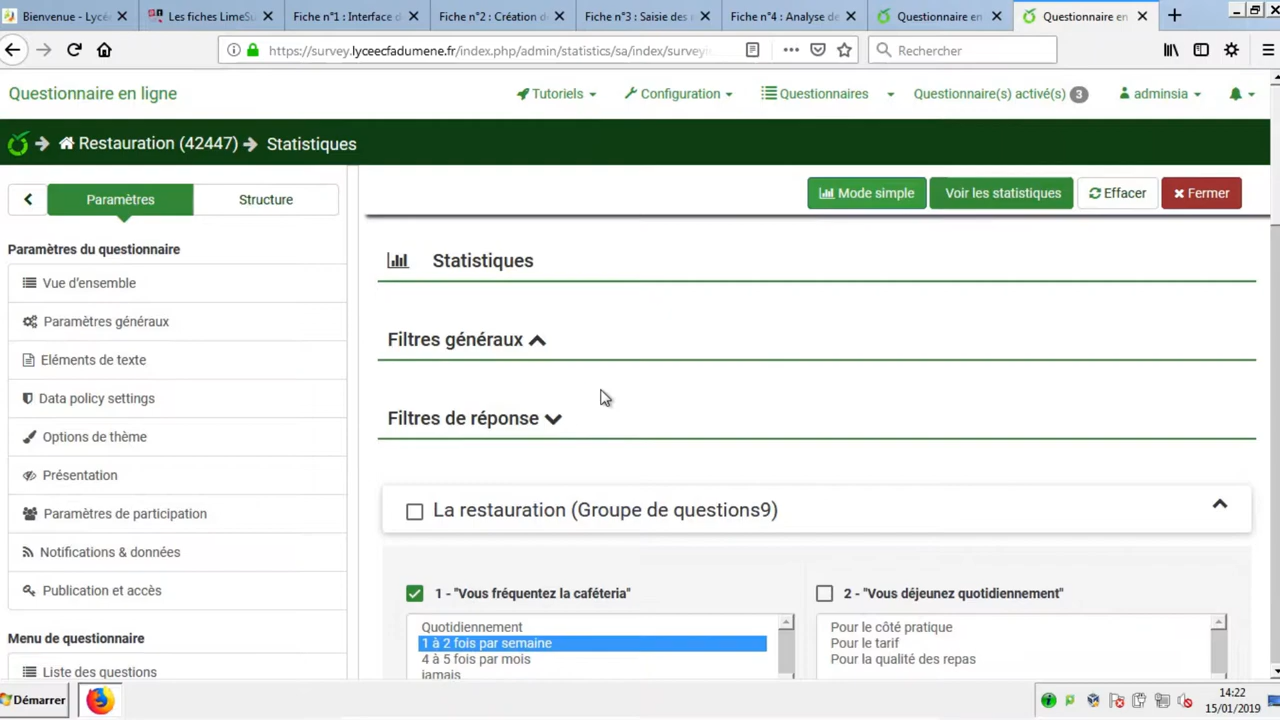 Bienvenue - Lycé
Les fiches LimeSu
Fiche n°1 : Interface d
Fiche n°2 : Création d
Fiche n°3 : Saisie des
Fiche n°4 : Analyse de
Questionnaire en
Questionnaire en
https://survey.lyceecfadumene.fr/index.php/admin/statistics/sa/index/survey
Rechercher
Questionnaire en ligne
Tutoriels
Configuration
Questionnaires
Questionnaire(s) activé(s) 3
adminsia
Restauration (42447)
Statistiques
Paramètres
Structure
Mode simple
Voir les statistiques
Effacer
Fermer
Paramètres du questionnaire
Vue d'ensemble
Paramètres généraux
Eléments de texte
Data policy settings
Options de thème
Présentation
Paramètres de participation
Notifications & données
Publication et accès
Menu de questionnaire
Liste des questions
Statistiques
Filtres généraux
Filtres de réponse
La restauration (Groupe de questions9)
1 - "Vous fréquentez la caféteria"
Quotidiennement
1 à 2 fois par semaine
4 à 5 fois par mois
jamais
2 - "Vous déjeunez quotidiennement"
Pour le côté pratique
Pour le tarif
Pour la qualité des repas
Démarrer
14:22
15/01/2019